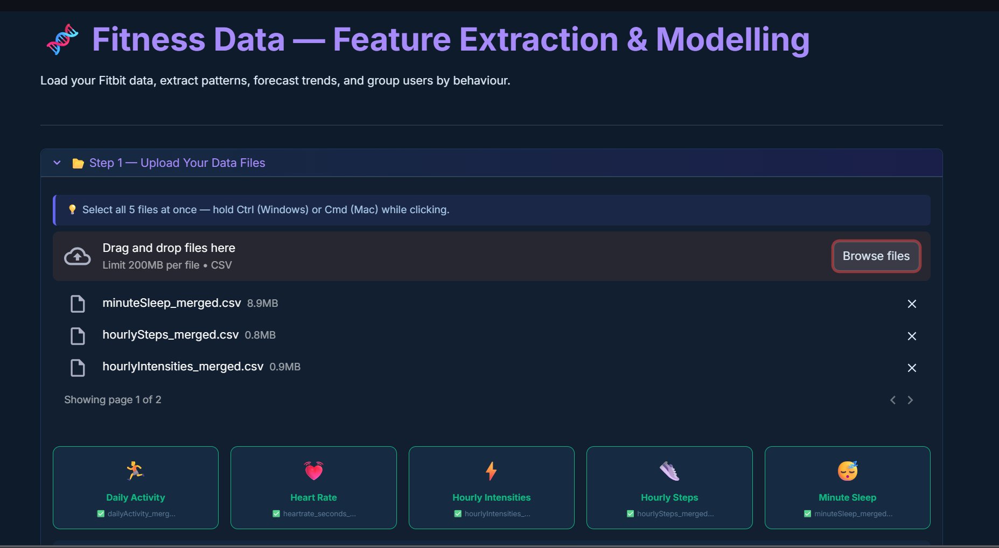 Fitness Data — Feature Extraction & Modelling
Load your Fitbit data, extract patterns, forecast trends, and group users by behaviour.
Step 1 — Upload Your Data Files
Select all 5 files at once — hold Ctrl (Windows) or Cmd (Mac) while clicking.
Drag and drop files here
Limit 200MB per file • CSV
Browse files
minuteSleep_merged.csv 8.9MB
hourlySteps_merged.csv 0.8MB
hourlyIntensities_merged.csv 0.9MB
Showing page 1 of 2
Daily Activity
dailyActivity_merg...
Heart Rate
heartrate_seconds_...
Hourly Intensities
hourlyIntensities_...
Hourly Steps
hourlySteps_merged...
Minute Sleep
minuteSleep_merged...